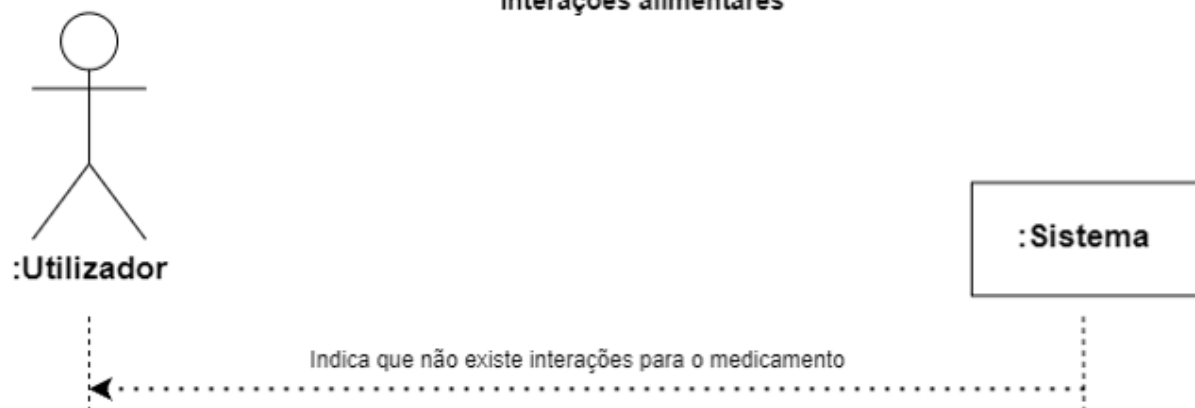 Interações alimentares
:Utilizador
:Sistema
Indica que não existe interações para o medicamento